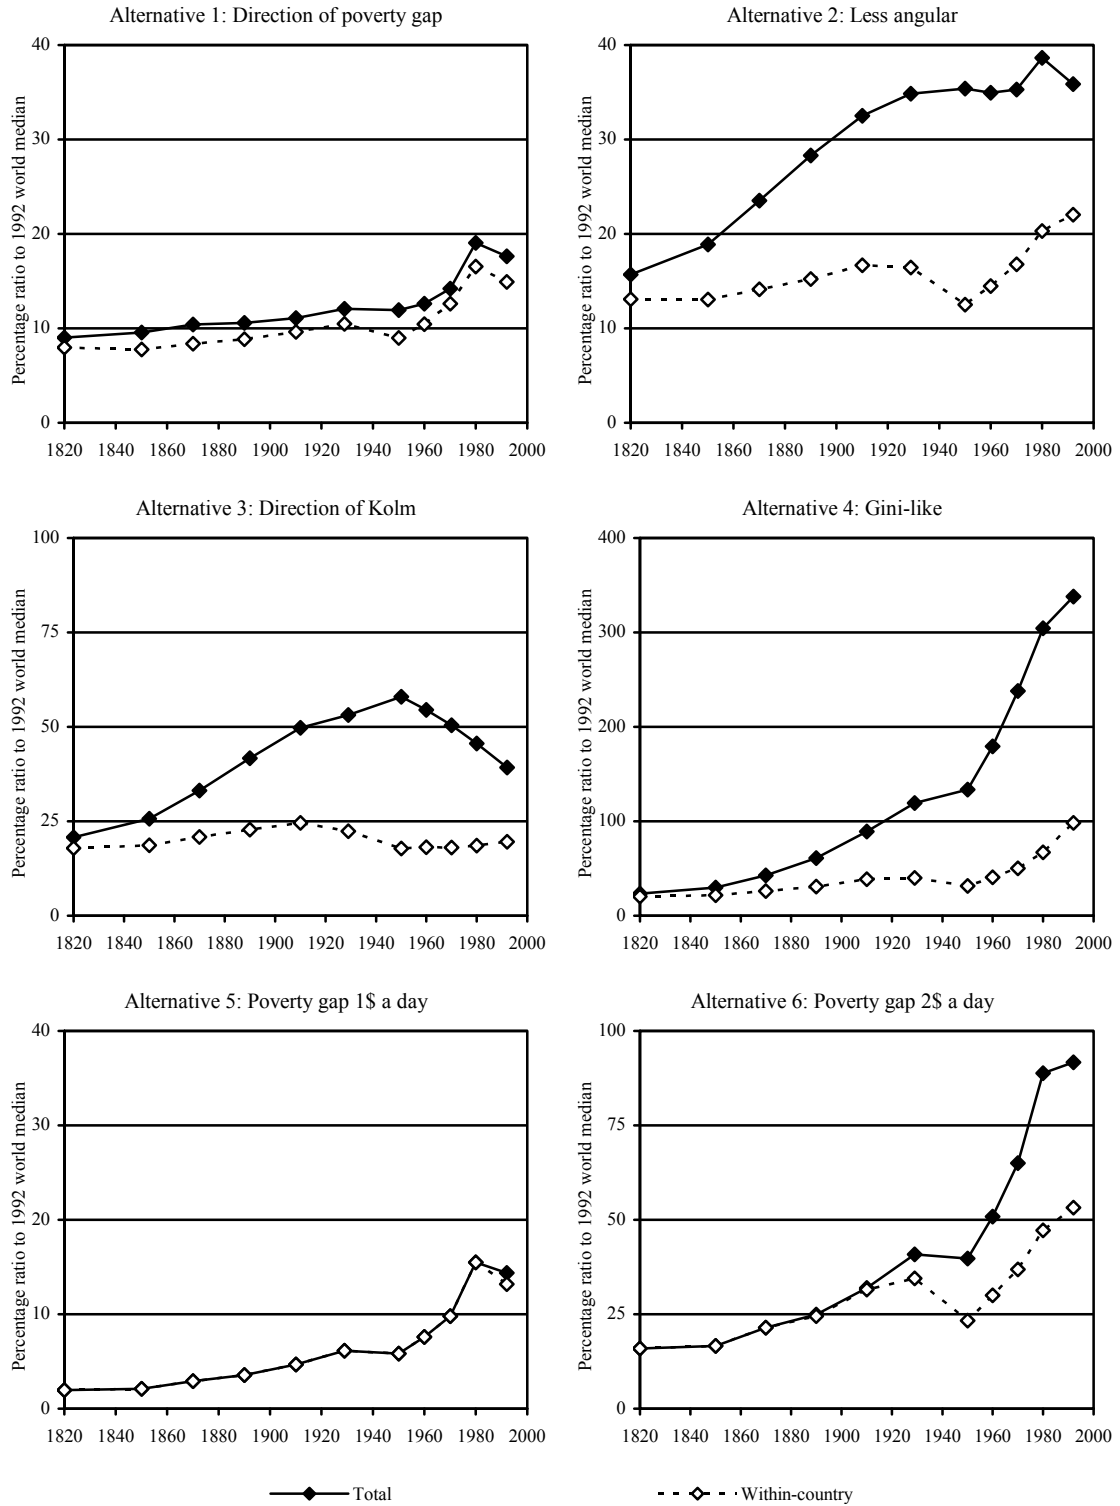 Alternative 1: Direction of poverty gap
Percentage ratio to 1992 world median
40
30
20
10
0
1820 1840 1860 1880 1900 1920 1940 1960 1980 2000
Alternative 2: Less angular
Percentage ratio to 1992 world median
40
30
20
10
0
1820 1840 1860 1880 1900 1920 1940 1960 1980 2000
Alternative 3: Direction of Kolm
Percentage ratio to 1992 world median
100
75
50
25
0
1820 1840 1860 1880 1900 1920 1940 1960 1980 2000
Alternative 4: Gini-like
Percentage ratio to 1992 world median
400
300
200
100
0
1820 1840 1860 1880 1900 1920 1940 1960 1980 2000
Alternative 5: Poverty gap 1$ a day
Percentage ratio to 1992 world median
40
30
20
10
0
1820 1840 1860 1880 1900 1920 1940 1960 1980 2000
Alternative 6: Poverty gap 2$ a day
Percentage ratio to 1992 world median
100
75
50
25
0
1820 1840 1860 1880 1900 1920 1940 1960 1980 2000
Total
Within-country